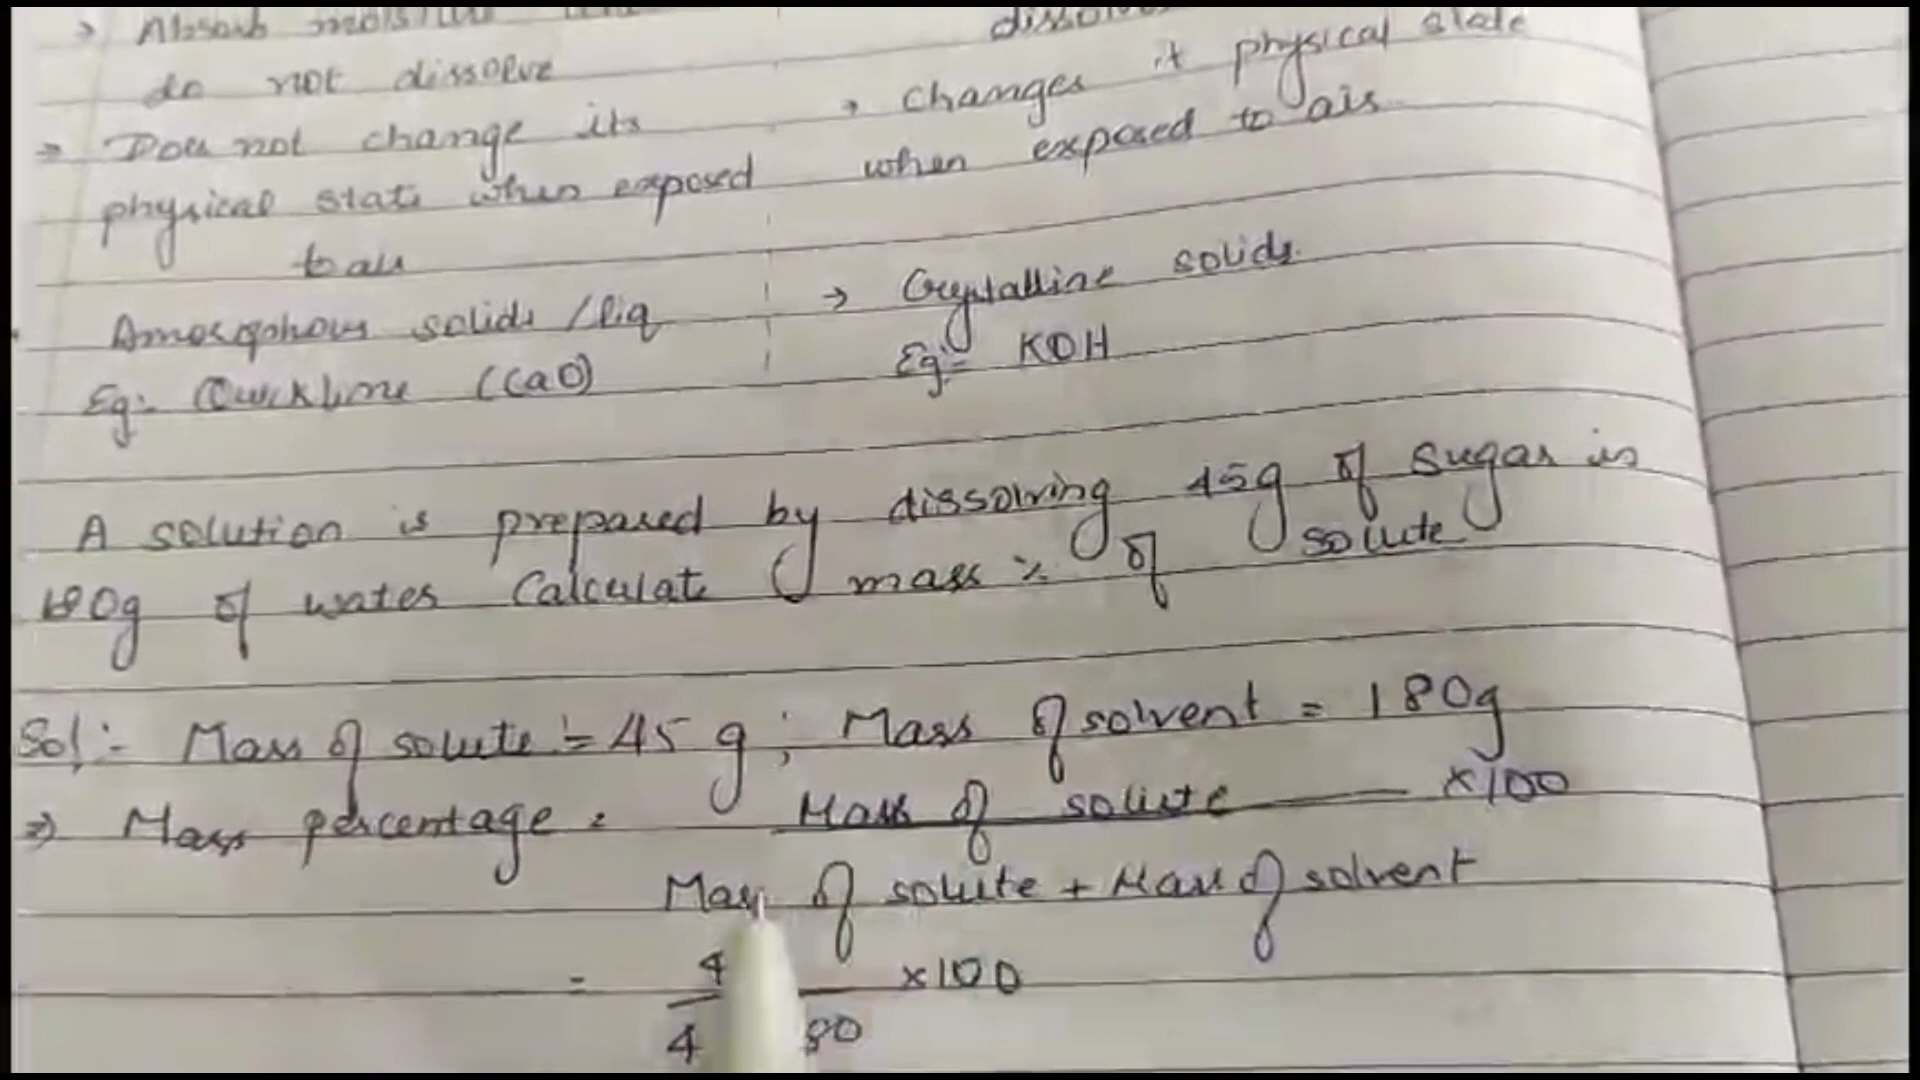 → Absorb
do not dissolve
→ Does not change its
physical state when exposed
to air
Amorphous solids / liq
Eg:- Quicklime (CaO)
→ changes it physical state
when exposed to air
→ Crystalline solids.
Eg:- KOH
A solution is prepared by dissolving 45g of sugar in
180g of water Calculate mass % of solute
Sol:- Mass of solute = 45 g ; Mass of solvent = 180g
⇒ Mass percentage = Mass of solute × 100
Mass of solute + Mass of solvent
= 4 × 100
4 80